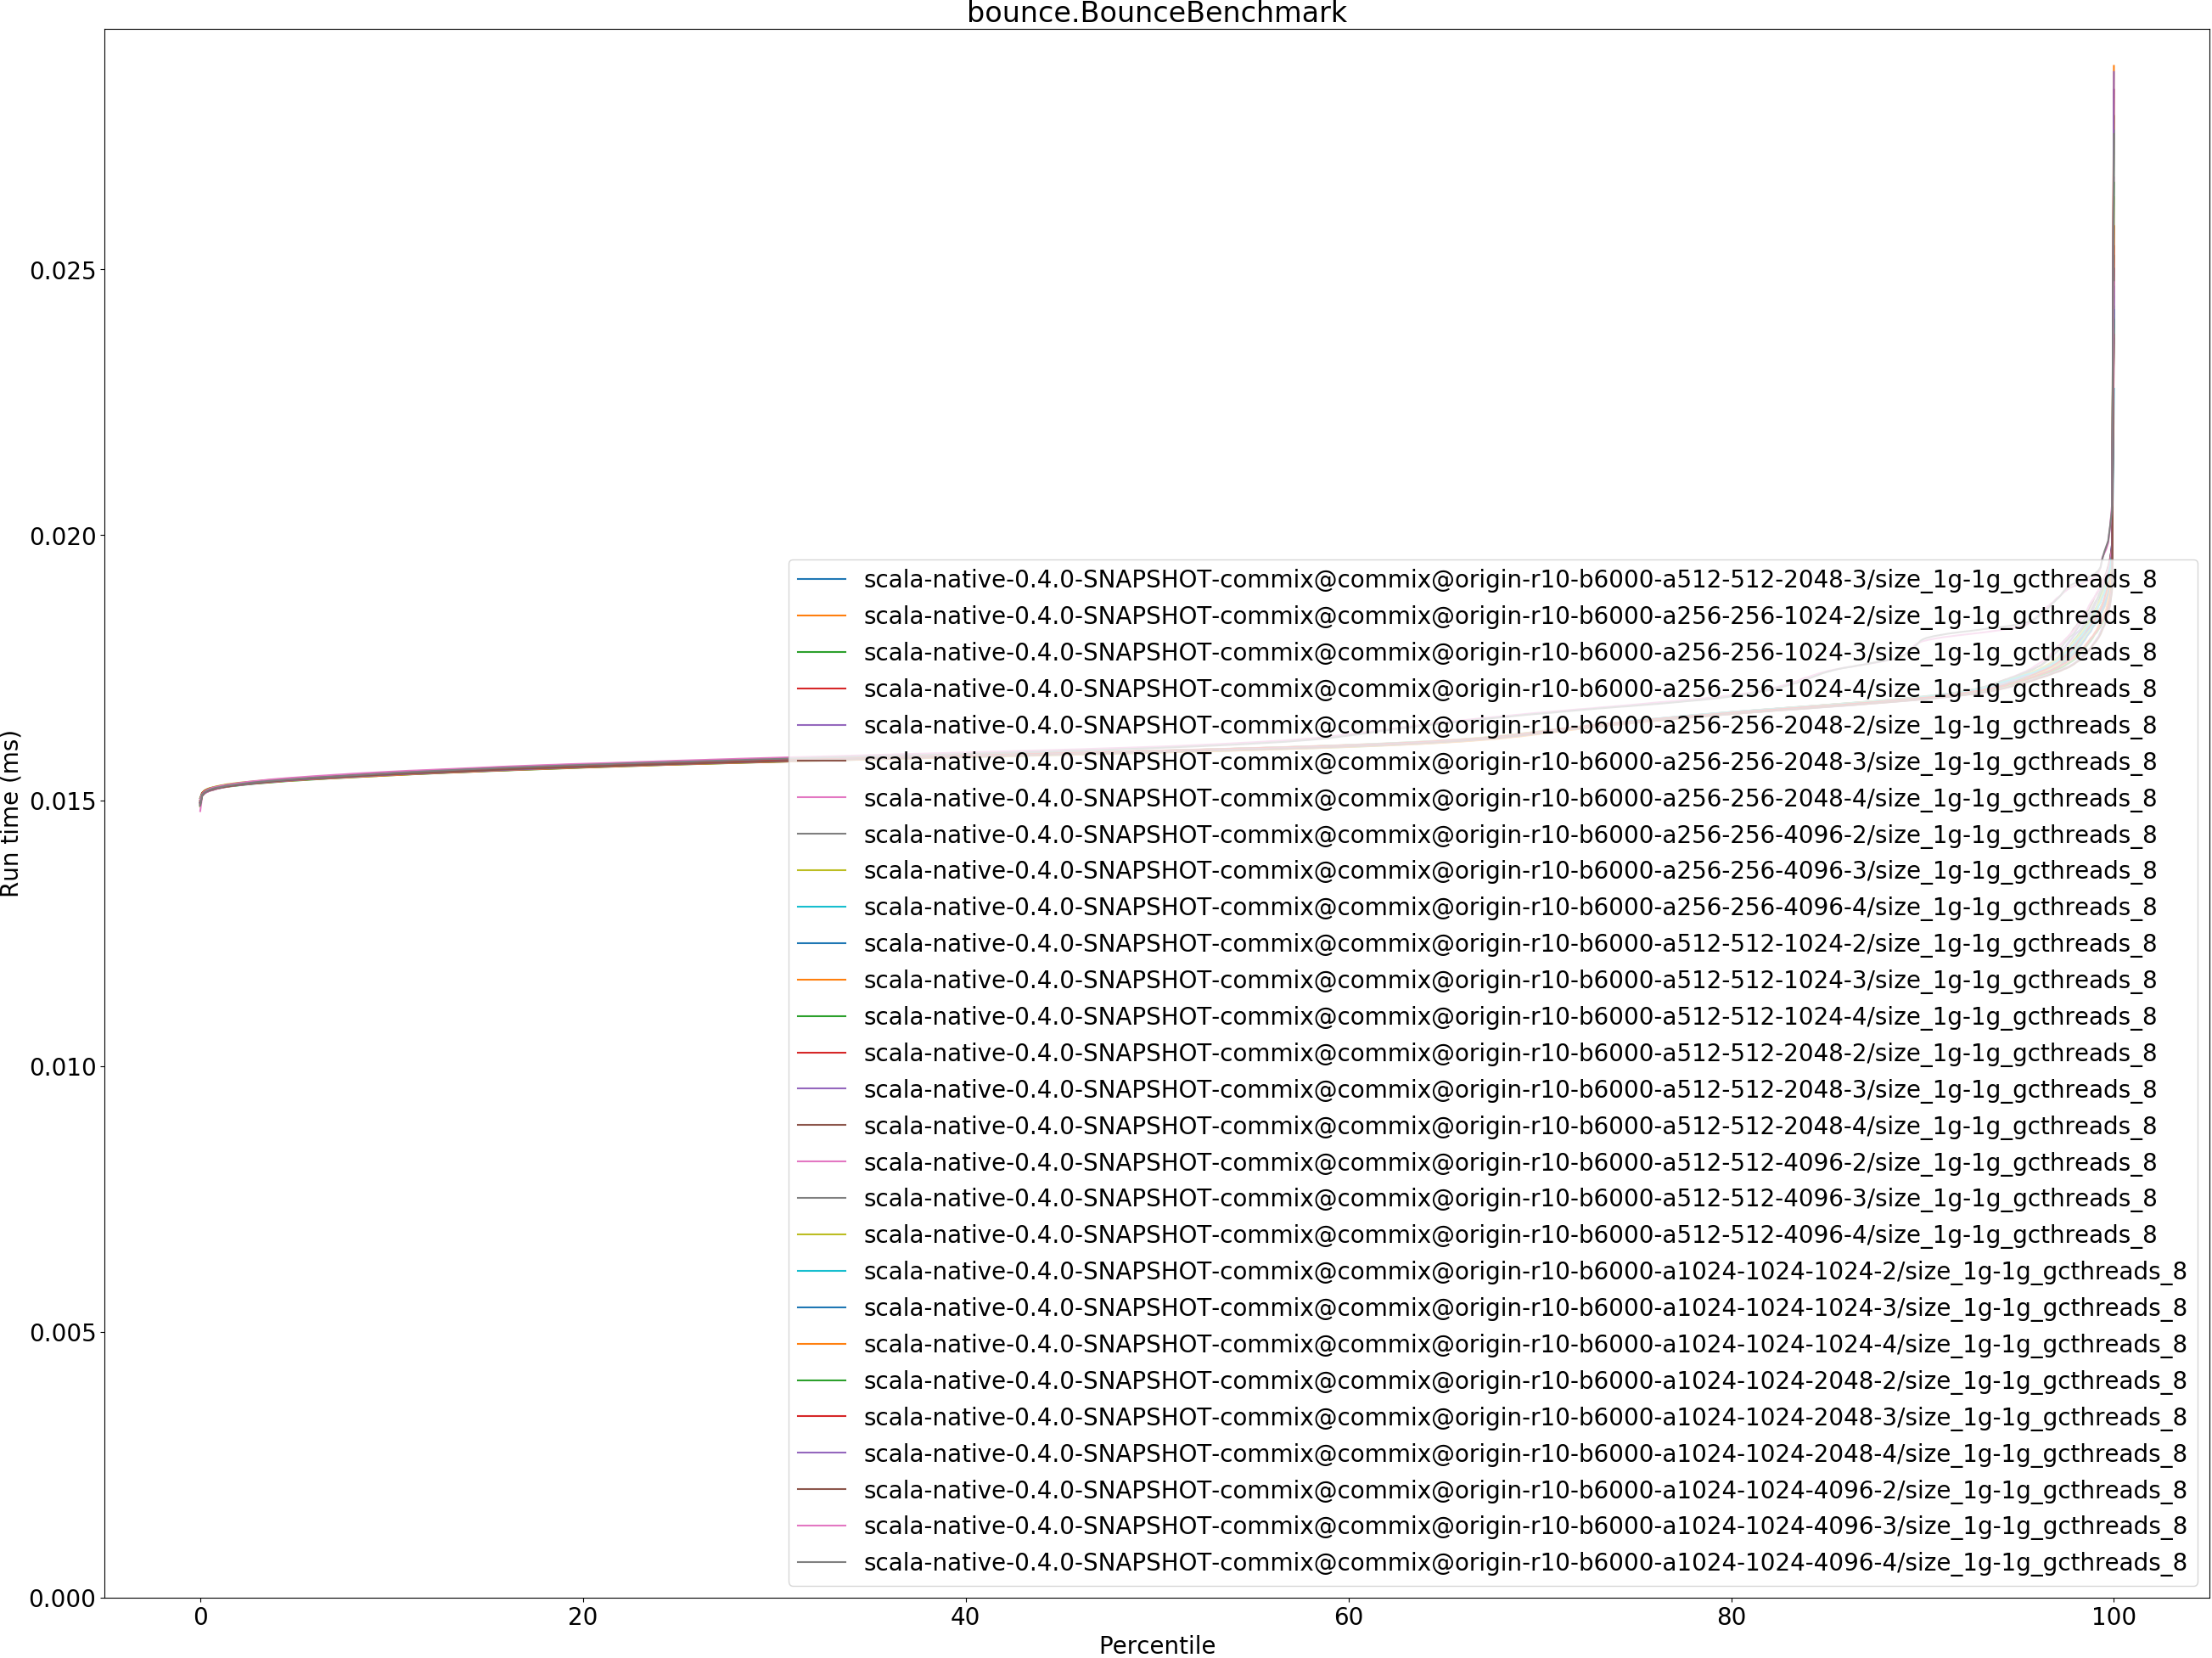 bounce.BounceBenchmark
Run time (ms)
0.025
0.020
0.015
0.010
0.005
0.000
scala-native-0.4.0-SNAPSHOT-commix@commix@origin-r10-b6000-a512-512-2048-3/size_1g-1g_gcthreads_8
scala-native-0.4.0-SNAPSHOT-commix@commix@origin-r10-b6000-a256-256-1024-2/size_1g-1g_gcthreads_8
scala-native-0.4.0-SNAPSHOT-commix@commix@origin-r10-b6000-a256-256-1024-3/size_1g-1g_gcthreads_8
scala-native-0.4.0-SNAPSHOT-commix@commix@origin-r10-b6000-a256-256-1024-4/size_1g-1g_gcthreads_8
scala-native-0.4.0-SNAPSHOT-commix@commix@origin-r10-b6000-a256-256-2048-2/size_1g-1g_gcthreads_8
scala-native-0.4.0-SNAPSHOT-commix@commix@origin-r10-b6000-a256-256-2048-3/size_1g-1g_gcthreads_8
scala-native-0.4.0-SNAPSHOT-commix@commix@origin-r10-b6000-a256-256-2048-4/size_1g-1g_gcthreads_8
scala-native-0.4.0-SNAPSHOT-commix@commix@origin-r10-b6000-a256-256-4096-2/size_1g-1g_gcthreads_8
scala-native-0.4.0-SNAPSHOT-commix@commix@origin-r10-b6000-a256-256-4096-3/size_1g-1g_gcthreads_8
scala-native-0.4.0-SNAPSHOT-commix@commix@origin-r10-b6000-a256-256-4096-4/size_1g-1g_gcthreads_8
scala-native-0.4.0-SNAPSHOT-commix@commix@origin-r10-b6000-a512-512-1024-2/size_1g-1g_gcthreads_8
scala-native-0.4.0-SNAPSHOT-commix@commix@origin-r10-b6000-a512-512-1024-3/size_1g-1g_gcthreads_8
scala-native-0.4.0-SNAPSHOT-commix@commix@origin-r10-b6000-a512-512-1024-4/size_1g-1g_gcthreads_8
scala-native-0.4.0-SNAPSHOT-commix@commix@origin-r10-b6000-a512-512-2048-2/size_1g-1g_gcthreads_8
scala-native-0.4.0-SNAPSHOT-commix@commix@origin-r10-b6000-a512-512-2048-3/size_1g-1g_gcthreads_8
scala-native-0.4.0-SNAPSHOT-commix@commix@origin-r10-b6000-a512-512-2048-4/size_1g-1g_gcthreads_8
scala-native-0.4.0-SNAPSHOT-commix@commix@origin-r10-b6000-a512-512-4096-2/size_1g-1g_gcthreads_8
scala-native-0.4.0-SNAPSHOT-commix@commix@origin-r10-b6000-a512-512-4096-3/size_1g-1g_gcthreads_8
scala-native-0.4.0-SNAPSHOT-commix@commix@origin-r10-b6000-a512-512-4096-4/size_1g-1g_gcthreads_8
scala-native-0.4.0-SNAPSHOT-commix@commix@origin-r10-b6000-a1024-1024-1024-2/size_1g-1g_gcthreads_8
scala-native-0.4.0-SNAPSHOT-commix@commix@origin-r10-b6000-a1024-1024-1024-3/size_1g-1g_gcthreads_8
scala-native-0.4.0-SNAPSHOT-commix@commix@origin-r10-b6000-a1024-1024-1024-4/size_1g-1g_gcthreads_8
scala-native-0.4.0-SNAPSHOT-commix@commix@origin-r10-b6000-a1024-1024-2048-2/size_1g-1g_gcthreads_8
scala-native-0.4.0-SNAPSHOT-commix@commix@origin-r10-b6000-a1024-1024-2048-3/size_1g-1g_gcthreads_8
scala-native-0.4.0-SNAPSHOT-commix@commix@origin-r10-b6000-a1024-1024-2048-4/size_1g-1g_gcthreads_8
scala-native-0.4.0-SNAPSHOT-commix@commix@origin-r10-b6000-a1024-1024-4096-2/size_1g-1g_gcthreads_8
scala-native-0.4.0-SNAPSHOT-commix@commix@origin-r10-b6000-a1024-1024-4096-3/size_1g-1g_gcthreads_8
scala-native-0.4.0-SNAPSHOT-commix@commix@origin-r10-b6000-a1024-1024-4096-4/size_1g-1g_gcthreads_8
0 20 40 60 80 100
Percentile